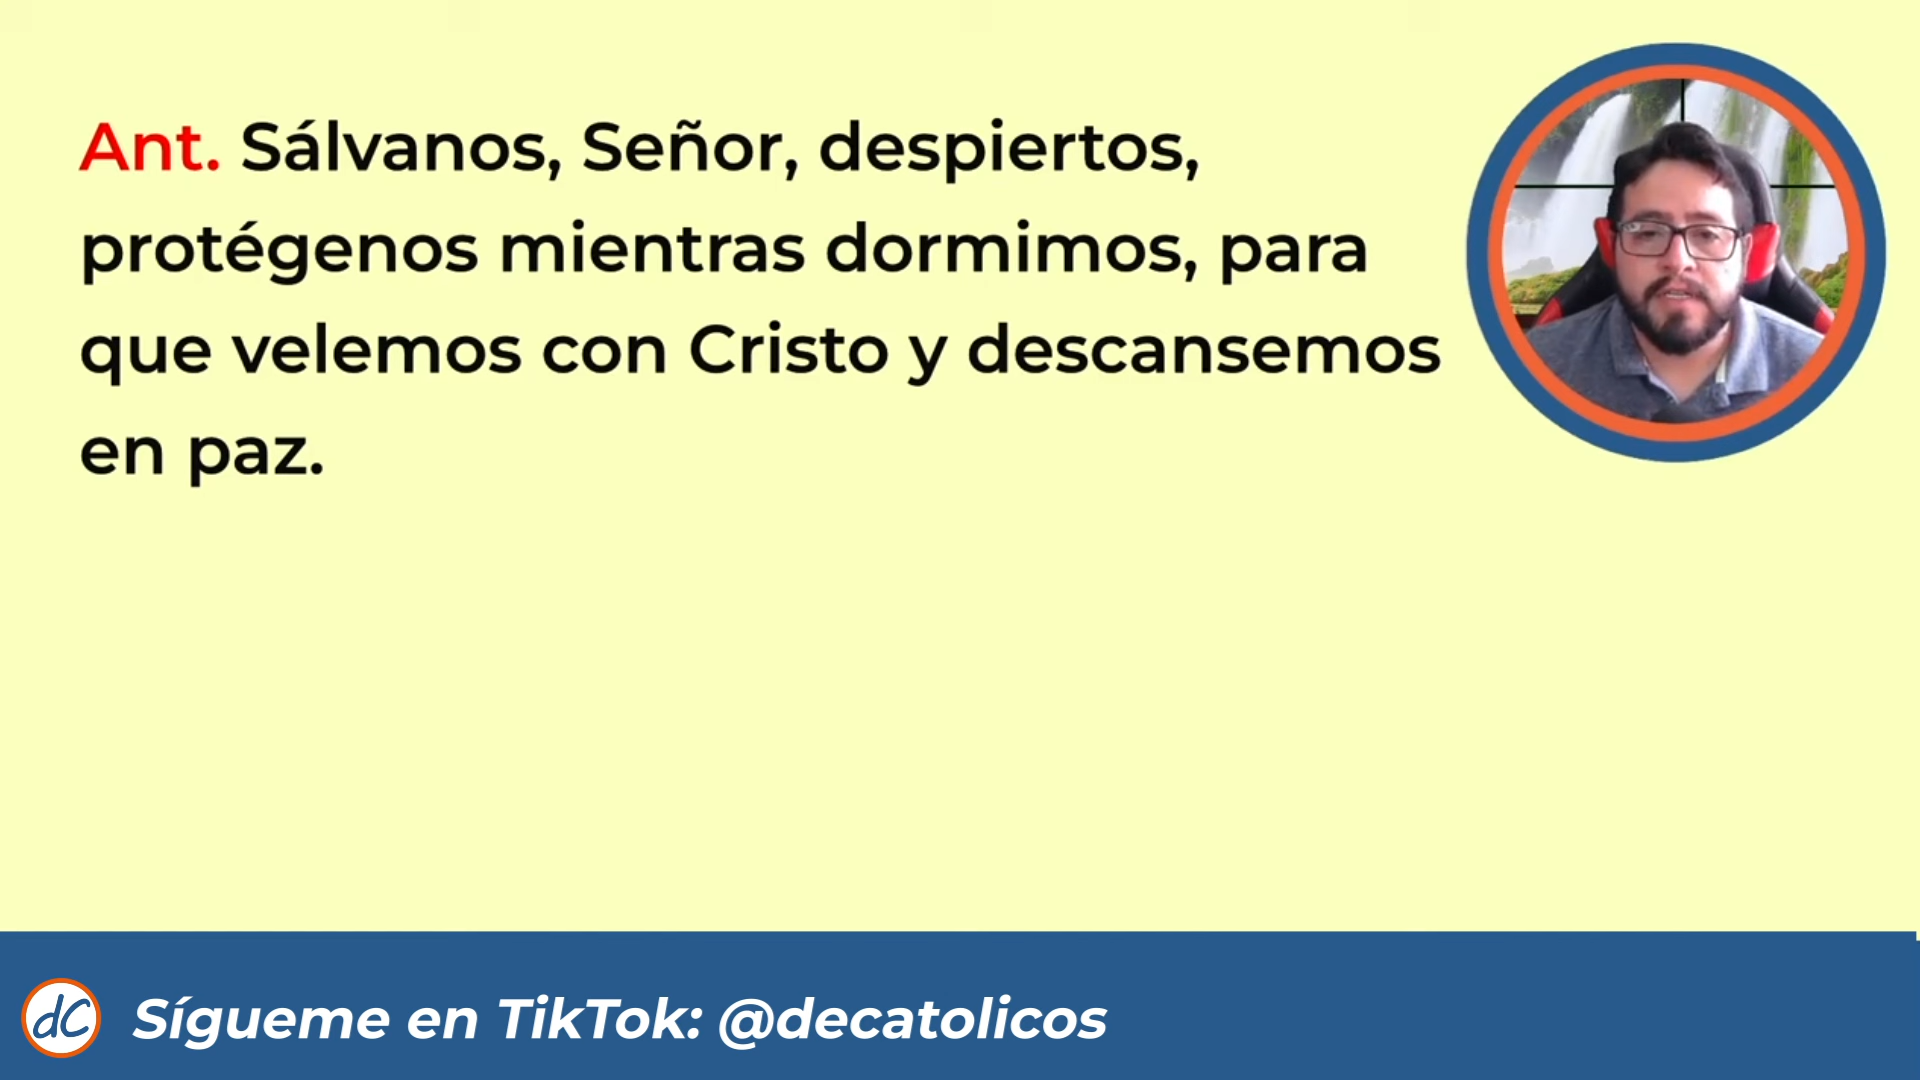 Ant. Sálvanos, Señor, despiertos,
protégenos mientras dormimos, para
que velemos con Cristo y descansemos
en paz.
dC
Sígueme en TikTok: @decatolicos